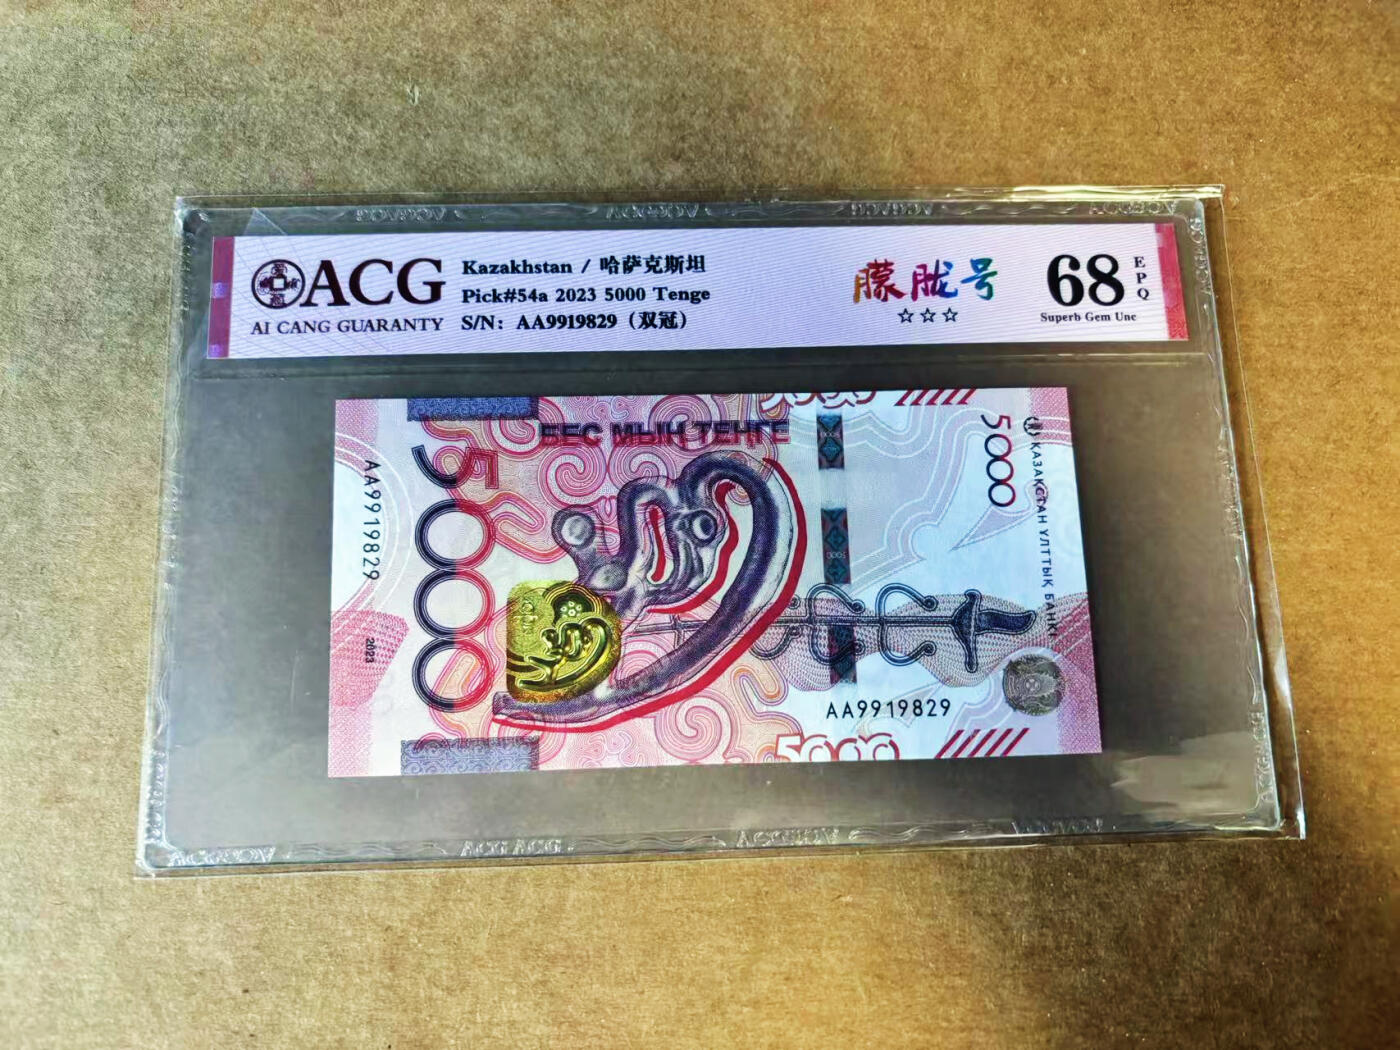 ACG
AI CANG GUARANTY
Kazakhstan / 哈萨克斯坦
Pick#54a 2023 5000 Tenge
S/N: AA9919829（双冠）
朦胧号
☆☆☆
68
EPQ
Superb Gem Unc
БЕС МЫҢ ТЕҢГЕ
5000
AA9919829
2023
5000
ҚАЗАҚСТАН ҰЛТТЫҚ БАНКІ
AA9919829
5000
ACG ACG